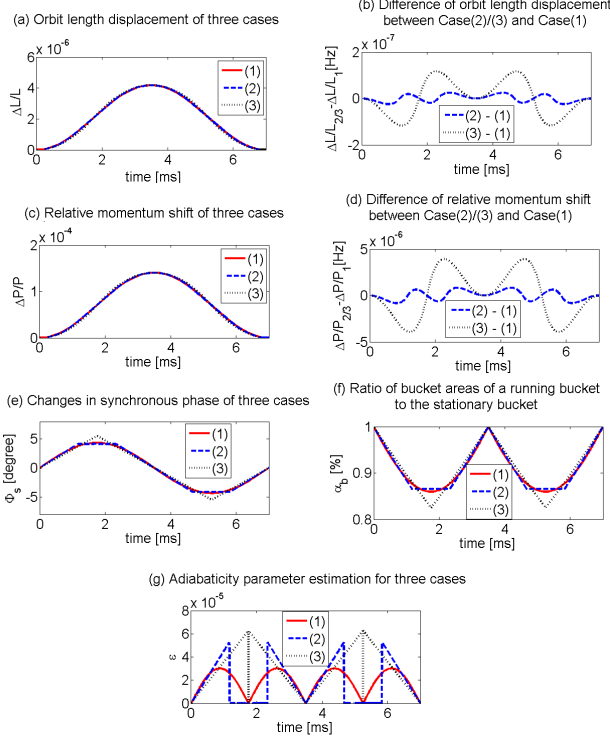 (a) Orbit length displacement of three cases
x 10⁻⁶
6
4
2
0
ΔL/L
0 2 4 6
time [ms]
(1)
(2)
(3)
(b) Difference of orbit length displacement
between Case(2)/(3) and Case(1)
x 10⁻⁷
2
0
-2
ΔL/L2/3-ΔL/L1[Hz]
0 2 4 6
time [ms]
(2) - (1)
(3) - (1)
(c) Relative momentum shift of three cases
x 10⁻⁴
2
1
0
ΔP/P
0 2 4 6
time [ms]
(1)
(2)
(3)
(d) Difference of relative momentum shift
between Case(2)/(3) and Case(1)
x 10⁻⁶
5
0
-5
ΔP/P2/3-ΔP/P1[Hz]
0 2 4 6
time [ms]
(2) - (1)
(3) - (1)
(e) Changes in synchronous phase of three cases
5
0
-5
Φs [degree]
0 2 4 6
time [ms]
(1)
(2)
(3)
(f) Ratio of bucket areas of a running bucket
to the stationary bucket
1
0.9
0.8
αb [%]
0 2 4 6
time [ms]
(1)
(2)
(3)
(g) Adiabaticity parameter estimation for three cases
x 10⁻⁵
8
6
4
2
0
ε
0 2 4 6
time [ms]
(1)
(2)
(3)